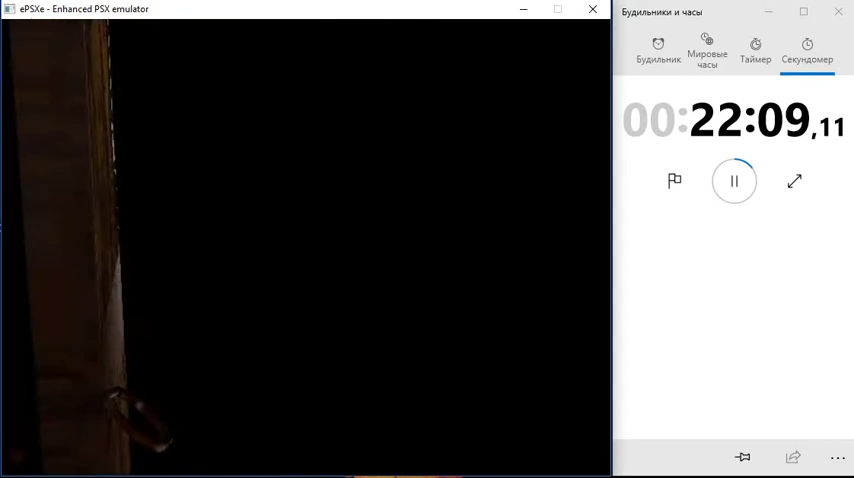 ePSXe - Enhanced PSX emulator
Будильники и часы
Будильник
Мировые
часы
Таймер
Секундомер
00:22:09,11